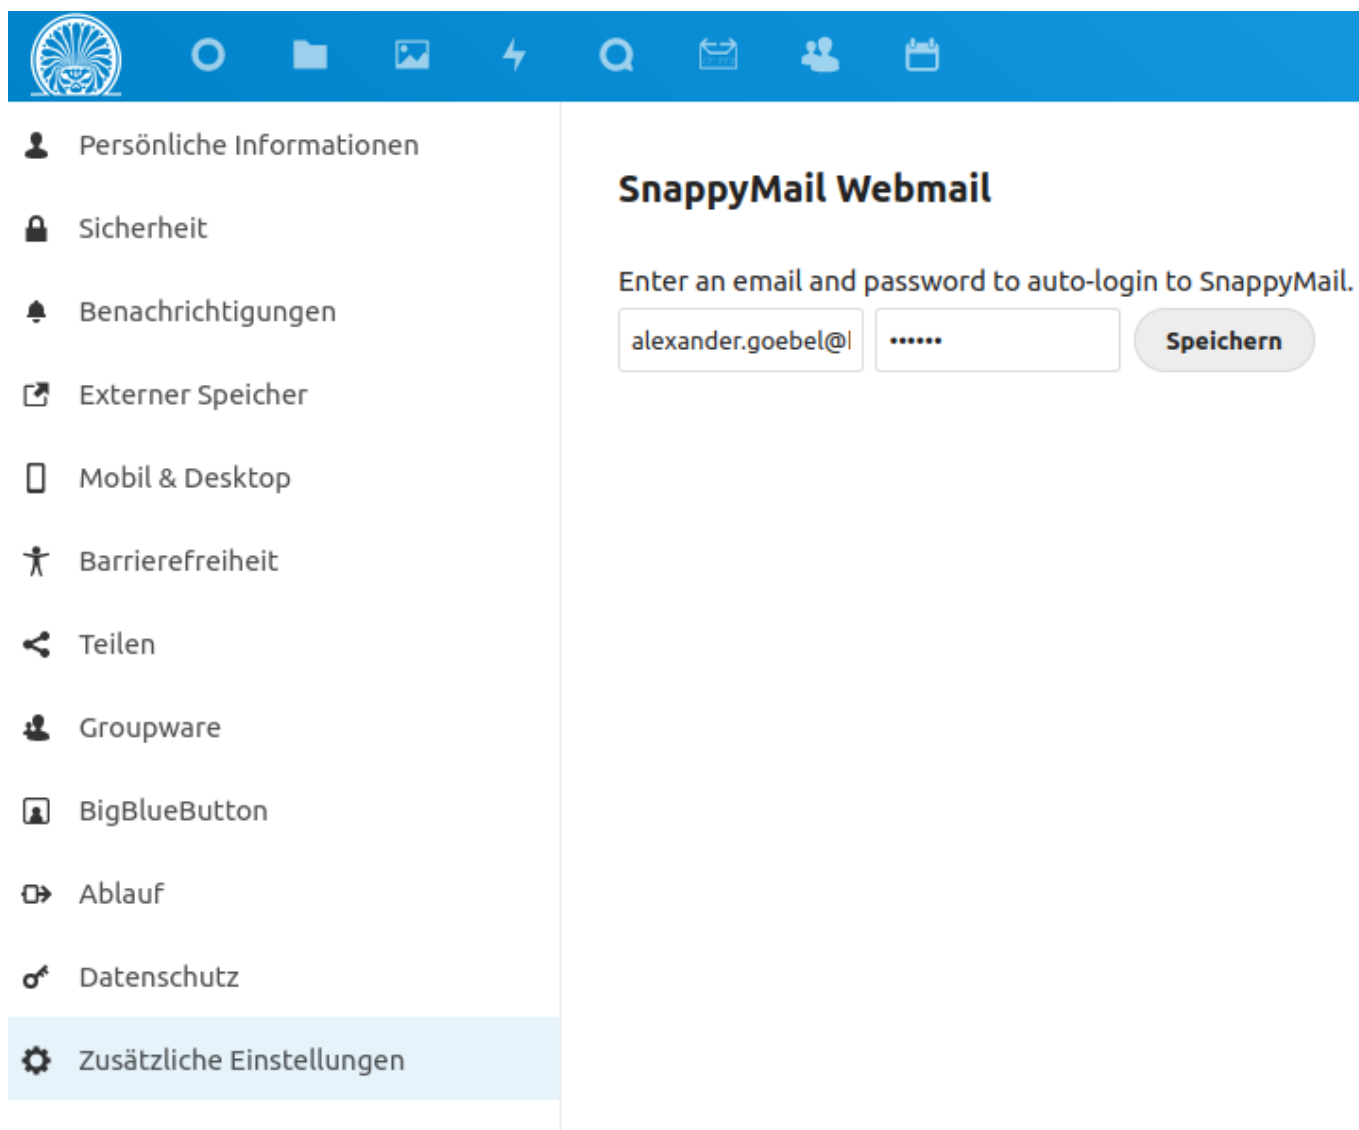 Persönliche Informationen
Sicherheit
Benachrichtigungen
Externer Speicher
Mobil & Desktop
Barrierefreiheit
Teilen
Groupware
BigBlueButton
Ablauf
Datenschutz
Zusätzliche Einstellungen
SnappyMail Webmail
Enter an email and password to auto-login to SnappyMail.
alexander.goebel@ •••••• Speichern